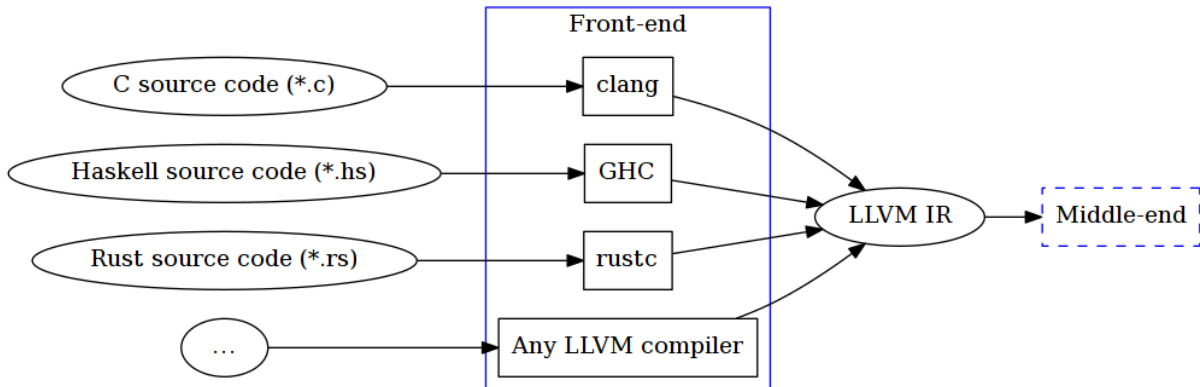 Front-end
C source code (*.c)
clang
Haskell source code (*.hs)
GHC
LLVM IR
Middle-end
Rust source code (*.rs)
rustc
...
Any LLVM compiler